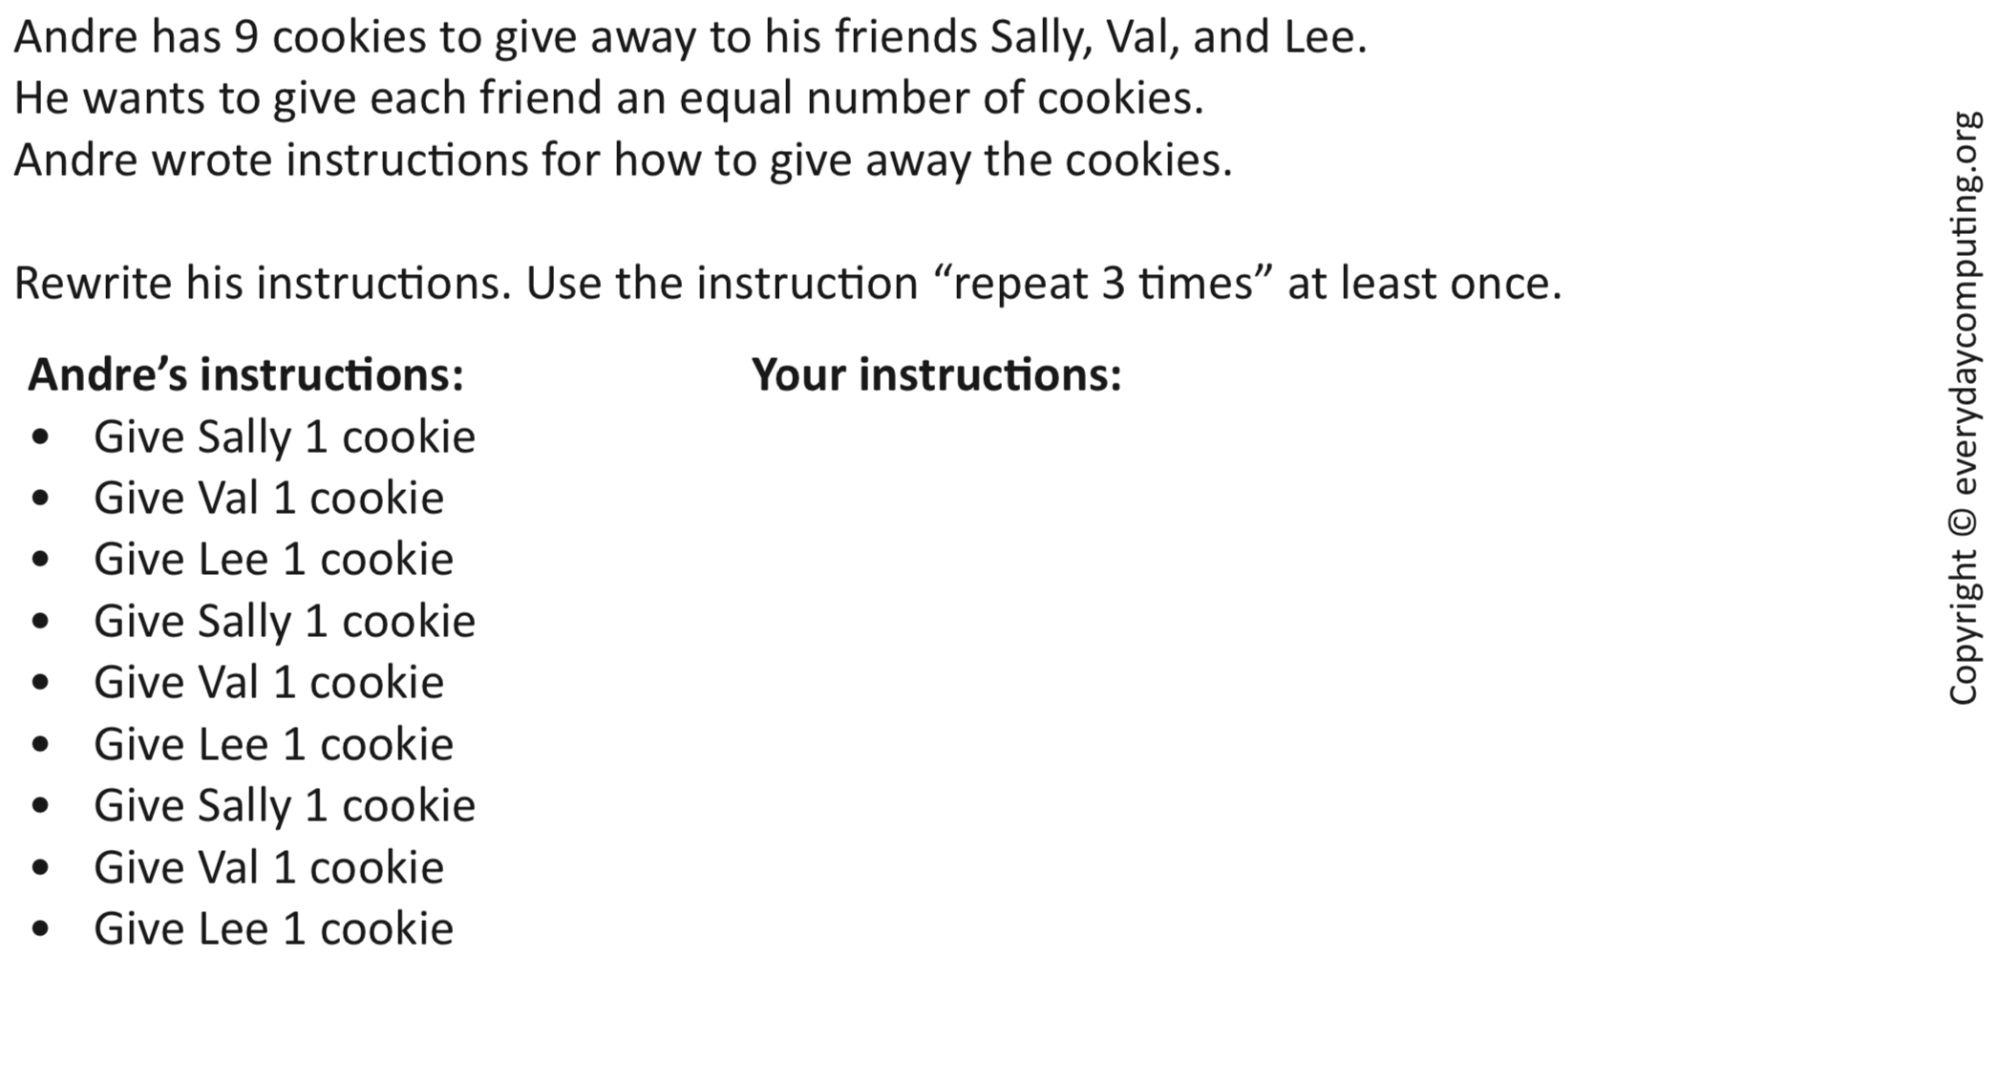 Andre has 9 cookies to give away to his friends Sally, Val, and Lee.
He wants to give each friend an equal number of cookies.
Andre wrote instructions for how to give away the cookies.
Rewrite his instructions. Use the instruction “repeat 3 times” at least once.
Andre’s instructions:
• Give Sally 1 cookie
• Give Val 1 cookie
• Give Lee 1 cookie
• Give Sally 1 cookie
• Give Val 1 cookie
• Give Lee 1 cookie
• Give Sally 1 cookie
• Give Val 1 cookie
• Give Lee 1 cookie
Your instructions:
Copyright © everydaycomputing.org